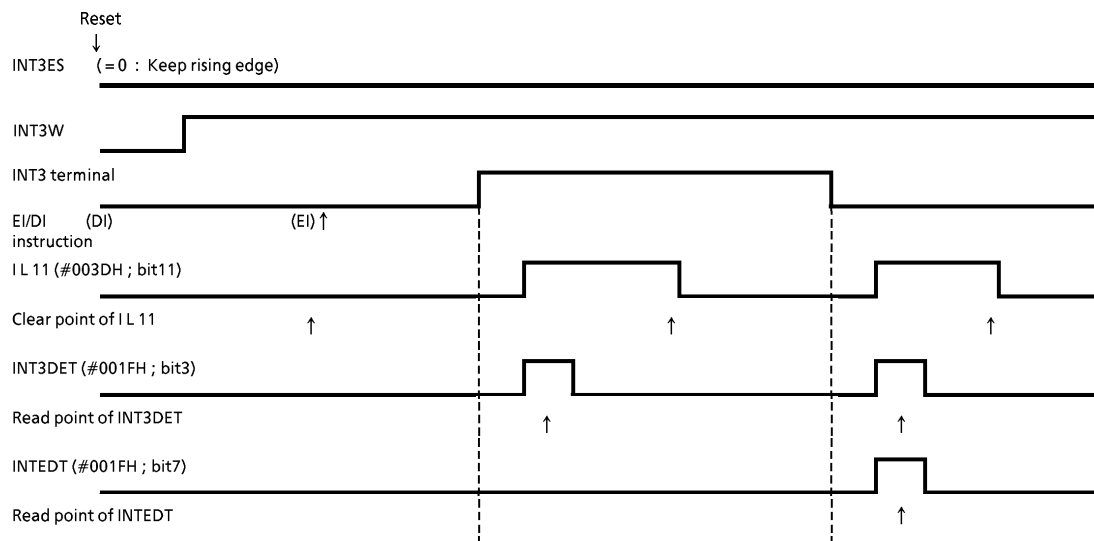 Reset
↓
INT3ES ( = 0 : Keep rising edge)
INT3W
INT3 terminal
EI/DI (DI) (EI) ↑
instruction
I L 11 (#003DH ; bit11)
Clear point of I L 11 ↑ ↑ ↑
INT3DET (#001FH ; bit3)
Read point of INT3DET ↑ ↑
INTEDT (#001FH ; bit7)
Read point of INTEDT ↑